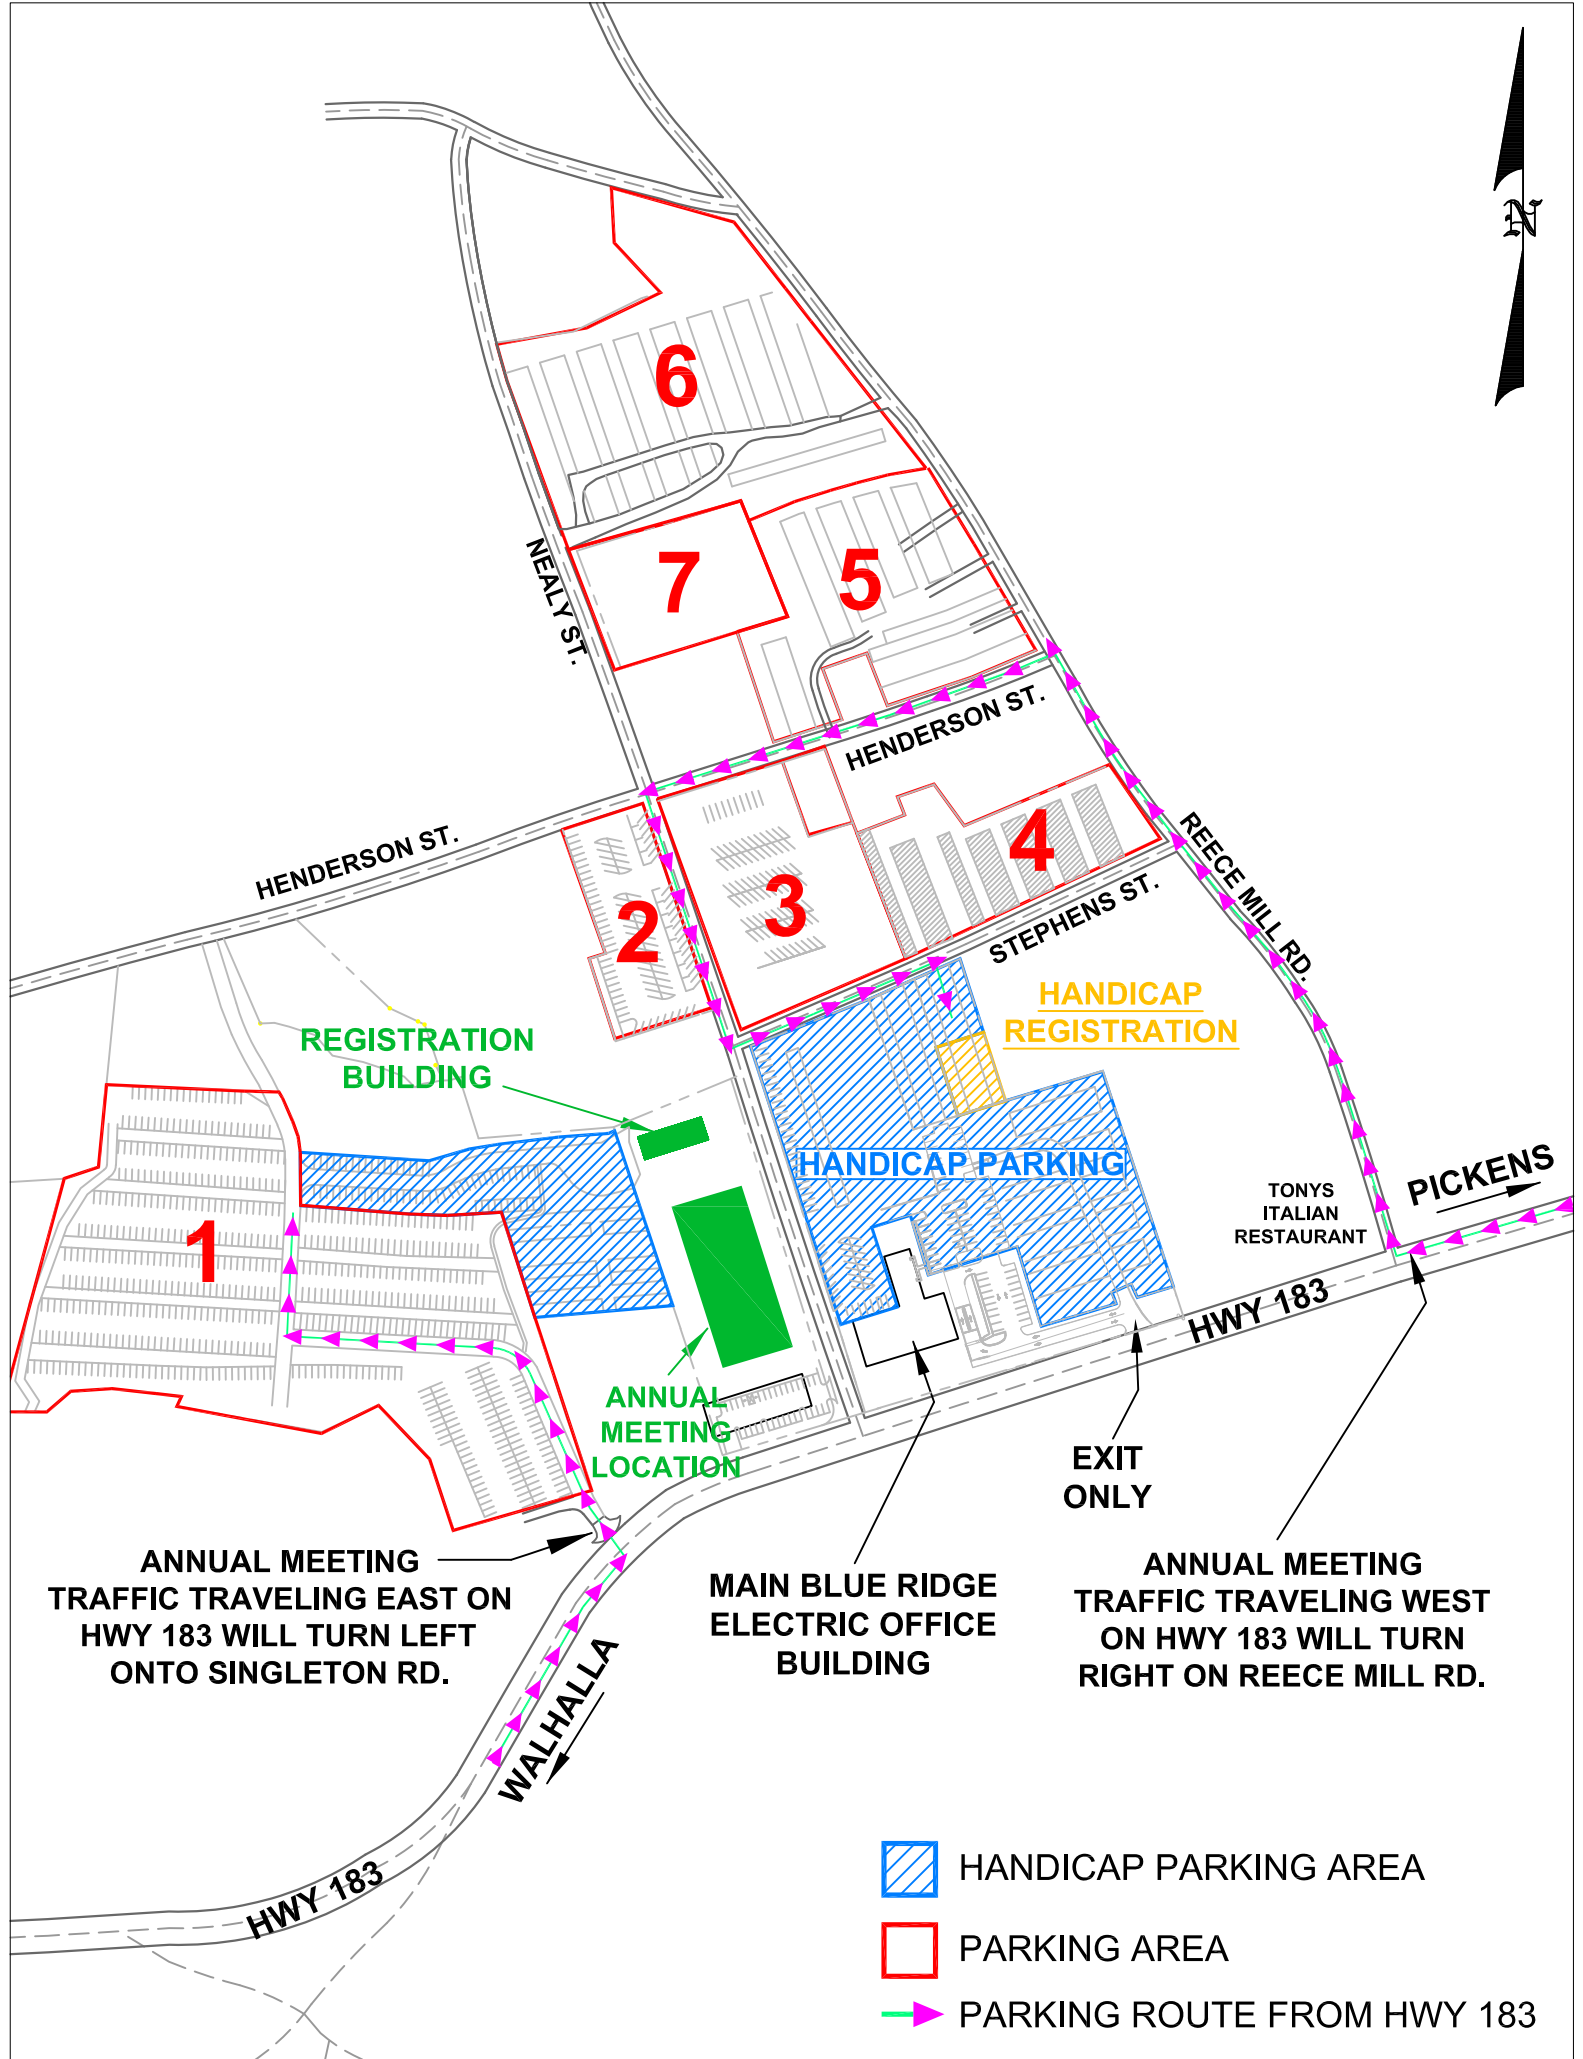 N
6
7
5
NEALY ST.
HENDERSON ST.
4
REECE MILL RD.
HENDERSON ST.
3
2
STEPHENS ST.
HANDICAP
REGISTRATION
REGISTRATION
BUILDING
HANDICAP PARKING
PICKENS
TONYS
ITALIAN
RESTAURANT
1
HWY 183
ANNUAL
MEETING
LOCATION
EXIT
ONLY
ANNUAL MEETING
TRAFFIC TRAVELING EAST ON
HWY 183 WILL TURN LEFT
ONTO SINGLETON RD.
MAIN BLUE RIDGE
ELECTRIC OFFICE
BUILDING
ANNUAL MEETING
TRAFFIC TRAVELING WEST
ON HWY 183 WILL TURN
RIGHT ON REECE MILL RD.
WALHALLA
HWY 183
HANDICAP PARKING AREA
PARKING AREA
PARKING ROUTE FROM HWY 183